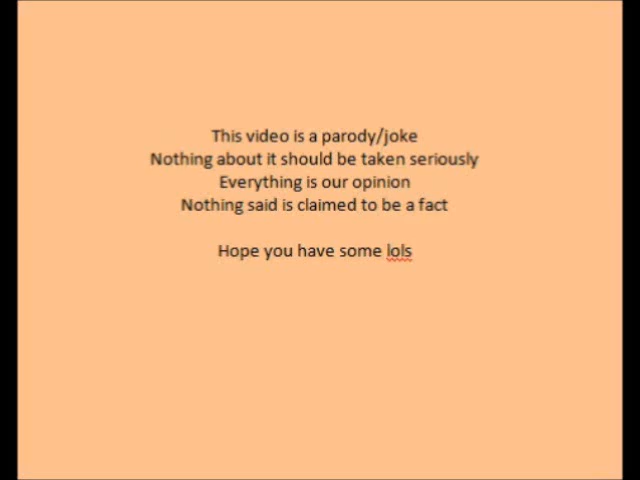 This video is a parody/joke
Nothing about it should be taken seriously
Everything is our opinion
Nothing said is claimed to be a fact
Hope you have some lols